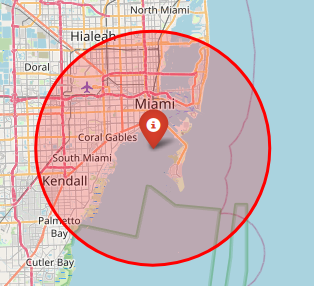 North Miami
Hialeah
Doral
Miami
Coral Gables
South Miami
Kendall
Palmetto
Bay
Cutler Bay